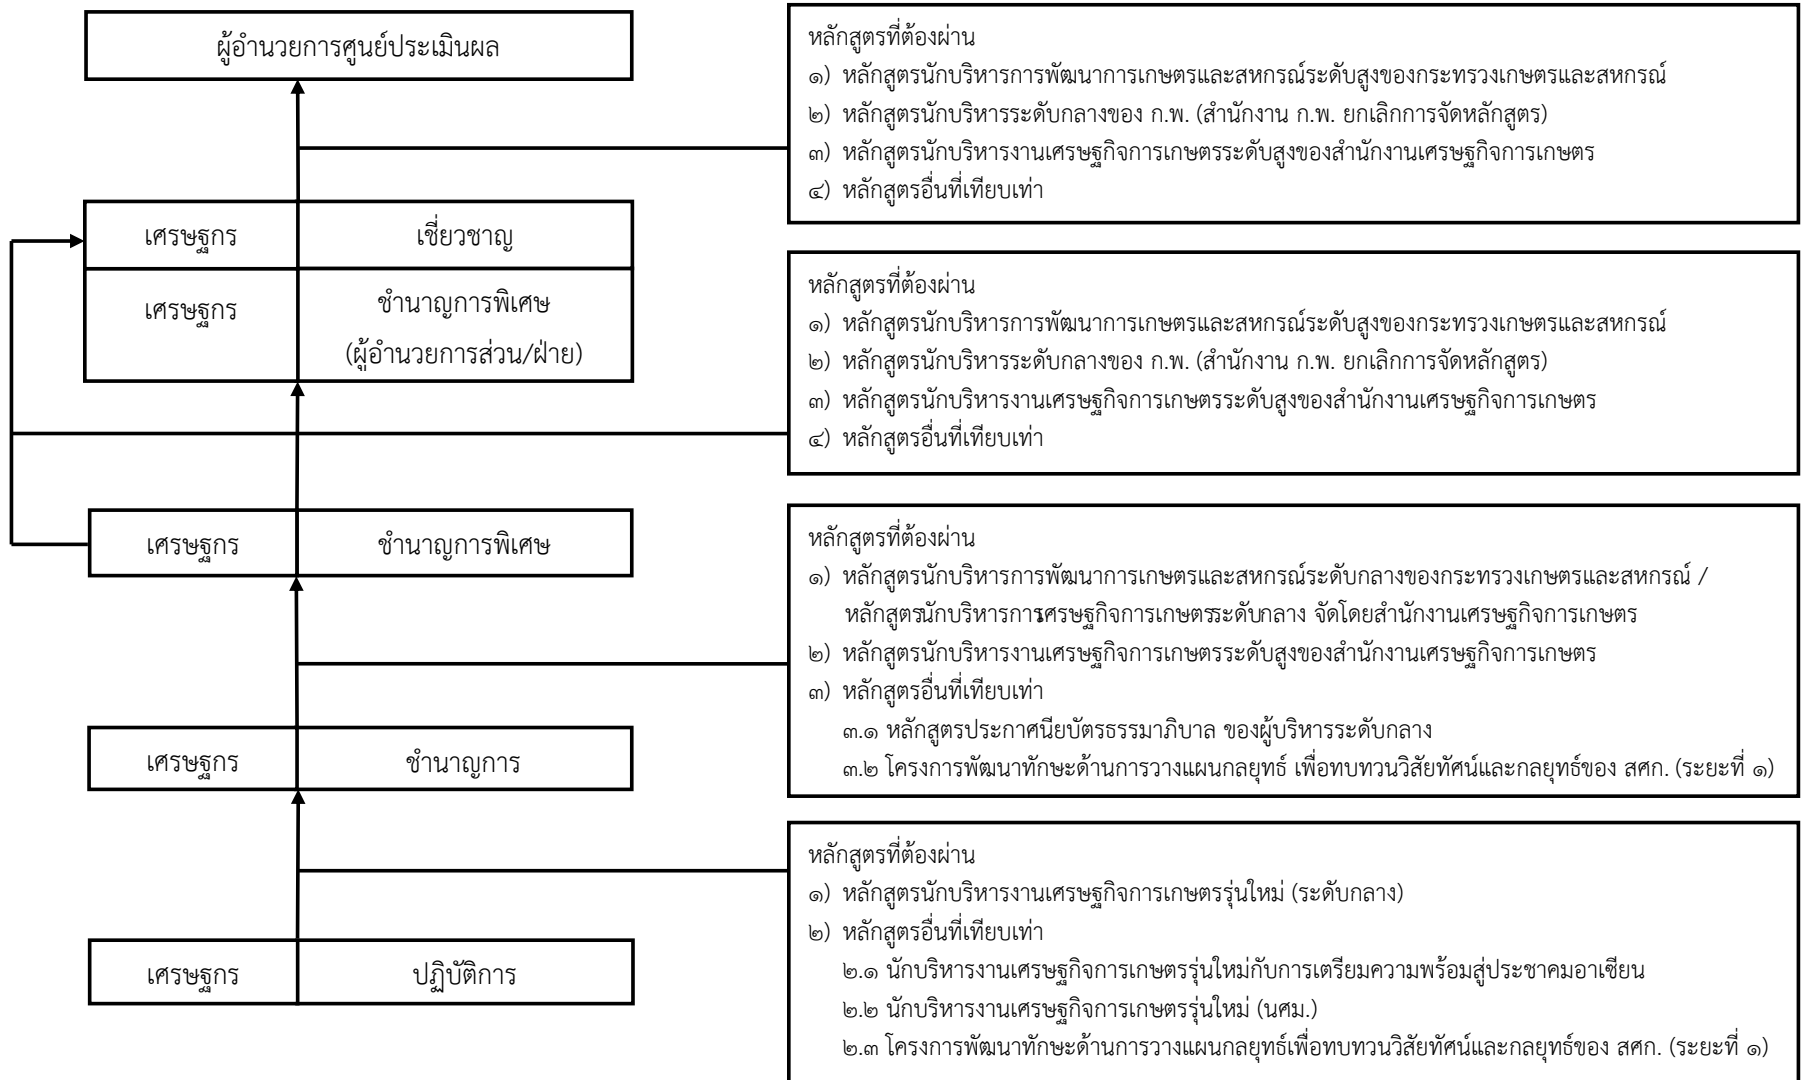 ผู้อำนวยการศูนย์ประเมินผล
หลักสูตรที่ต้องผ่าน
๑) หลักสูตรนักบริหารการพัฒนาการเกษตรและสหกรณ์ระดับสูงของกระทรวงเกษตรและสหกรณ์
๒) หลักสูตรนักบริหารระดับกลางของ ก.พ. (สำนักงาน ก.พ. ยกเลิกการจัดหลักสูตร)
๓) หลักสูตรนักบริหารงานเศรษฐกิจการเกษตรระดับสูงของสำนักงานเศรษฐกิจการเกษตร
๔) หลักสูตรอื่นที่เทียบเท่า
เศรษฐกร เชี่ยวชาญ
เศรษฐกร ชำนาญการพิเศษ
(ผู้อำนวยการส่วน/ฝ่าย)
หลักสูตรที่ต้องผ่าน
๑) หลักสูตรนักบริหารการพัฒนาการเกษตรและสหกรณ์ระดับสูงของกระทรวงเกษตรและสหกรณ์
๒) หลักสูตรนักบริหารระดับกลางของ ก.พ. (สำนักงาน ก.พ. ยกเลิกการจัดหลักสูตร)
๓) หลักสูตรนักบริหารงานเศรษฐกิจการเกษตรระดับสูงของสำนักงานเศรษฐกิจการเกษตร
๔) หลักสูตรอื่นที่เทียบเท่า
เศรษฐกร ชำนาญการพิเศษ
หลักสูตรที่ต้องผ่าน
๑) หลักสูตรนักบริหารการพัฒนาการเกษตรและสหกรณ์ระดับกลางของกระทรวงเกษตรและสหกรณ์ /
หลักสูตรนักบริหารการเศรษฐกิจการเกษตรระดับกลาง จัดโดยสำนักงานเศรษฐกิจการเกษตร
๒) หลักสูตรนักบริหารงานเศรษฐกิจการเกษตรระดับสูงของสำนักงานเศรษฐกิจการเกษตร
๓) หลักสูตรอื่นที่เทียบเท่า
๓.๑ หลักสูตรประกาศนียบัตรธรรมาภิบาล ของผู้บริหารระดับกลาง
๓.๒ โครงการพัฒนาทักษะด้านการวางแผนกลยุทธ์ เพื่อทบทวนวิสัยทัศน์และกลยุทธ์ของ สศก. (ระยะที่ ๑)
เศรษฐกร ชำนาญการ
หลักสูตรที่ต้องผ่าน
๑) หลักสูตรนักบริหารงานเศรษฐกิจการเกษตรรุ่นใหม่ (ระดับกลาง)
๒) หลักสูตรอื่นที่เทียบเท่า
๒.๑ นักบริหารงานเศรษฐกิจการเกษตรรุ่นใหม่กับการเตรียมความพร้อมสู่ประชาคมอาเซียน
๒.๒ นักบริหารงานเศรษฐกิจการเกษตรรุ่นใหม่ (นศม.)
๒.๓ โครงการพัฒนาทักษะด้านการวางแผนกลยุทธ์เพื่อทบทวนวิสัยทัศน์และกลยุทธ์ของ สศก. (ระยะที่ ๑)
เศรษฐกร ปฏิบัติการ